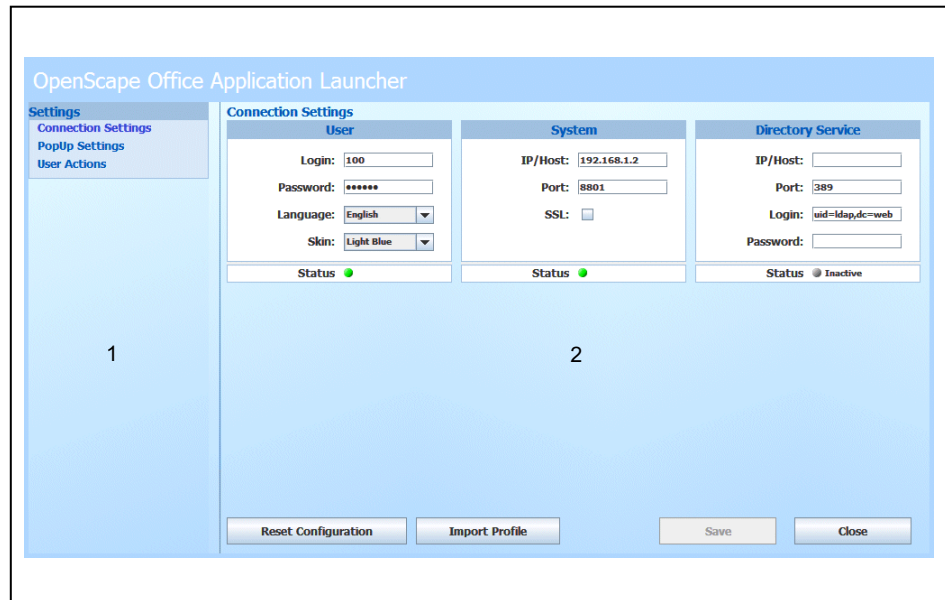 OpenScape Office Application Launcher
Settings
Connection Settings
PopUp Settings
User Actions
Connection Settings
User
Login: 100
Password: ••••••
Language: English
Skin: Light Blue
Status
System
IP/Host: 192.168.1.2
Port: 8801
SSL:
Status
Directory Service
IP/Host:
Port: 389
Login: uid=ldap,dc=web
Password:
Status Inactive
1
2
Reset Configuration
Import Profile
Save
Close